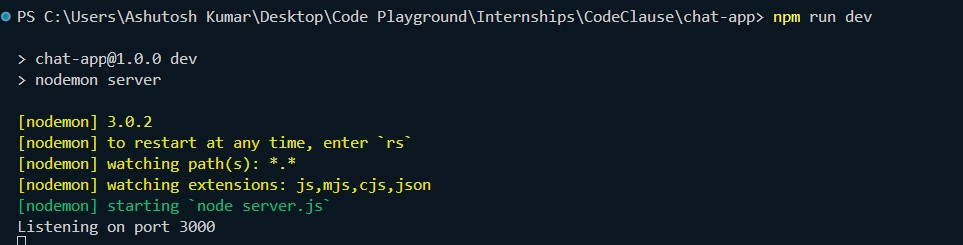 PS C:\Users\Ashutosh Kumar\Desktop\Code Playground\Internships\CodeClause\chat-app> npm run dev
> chat-app@1.0.0 dev
> nodemon server
[nodemon] 3.0.2
[nodemon] to restart at any time, enter `rs`
[nodemon] watching path(s): *.*
[nodemon] watching extensions: js,mjs,cjs,json
[nodemon] starting `node server.js`
Listening on port 3000